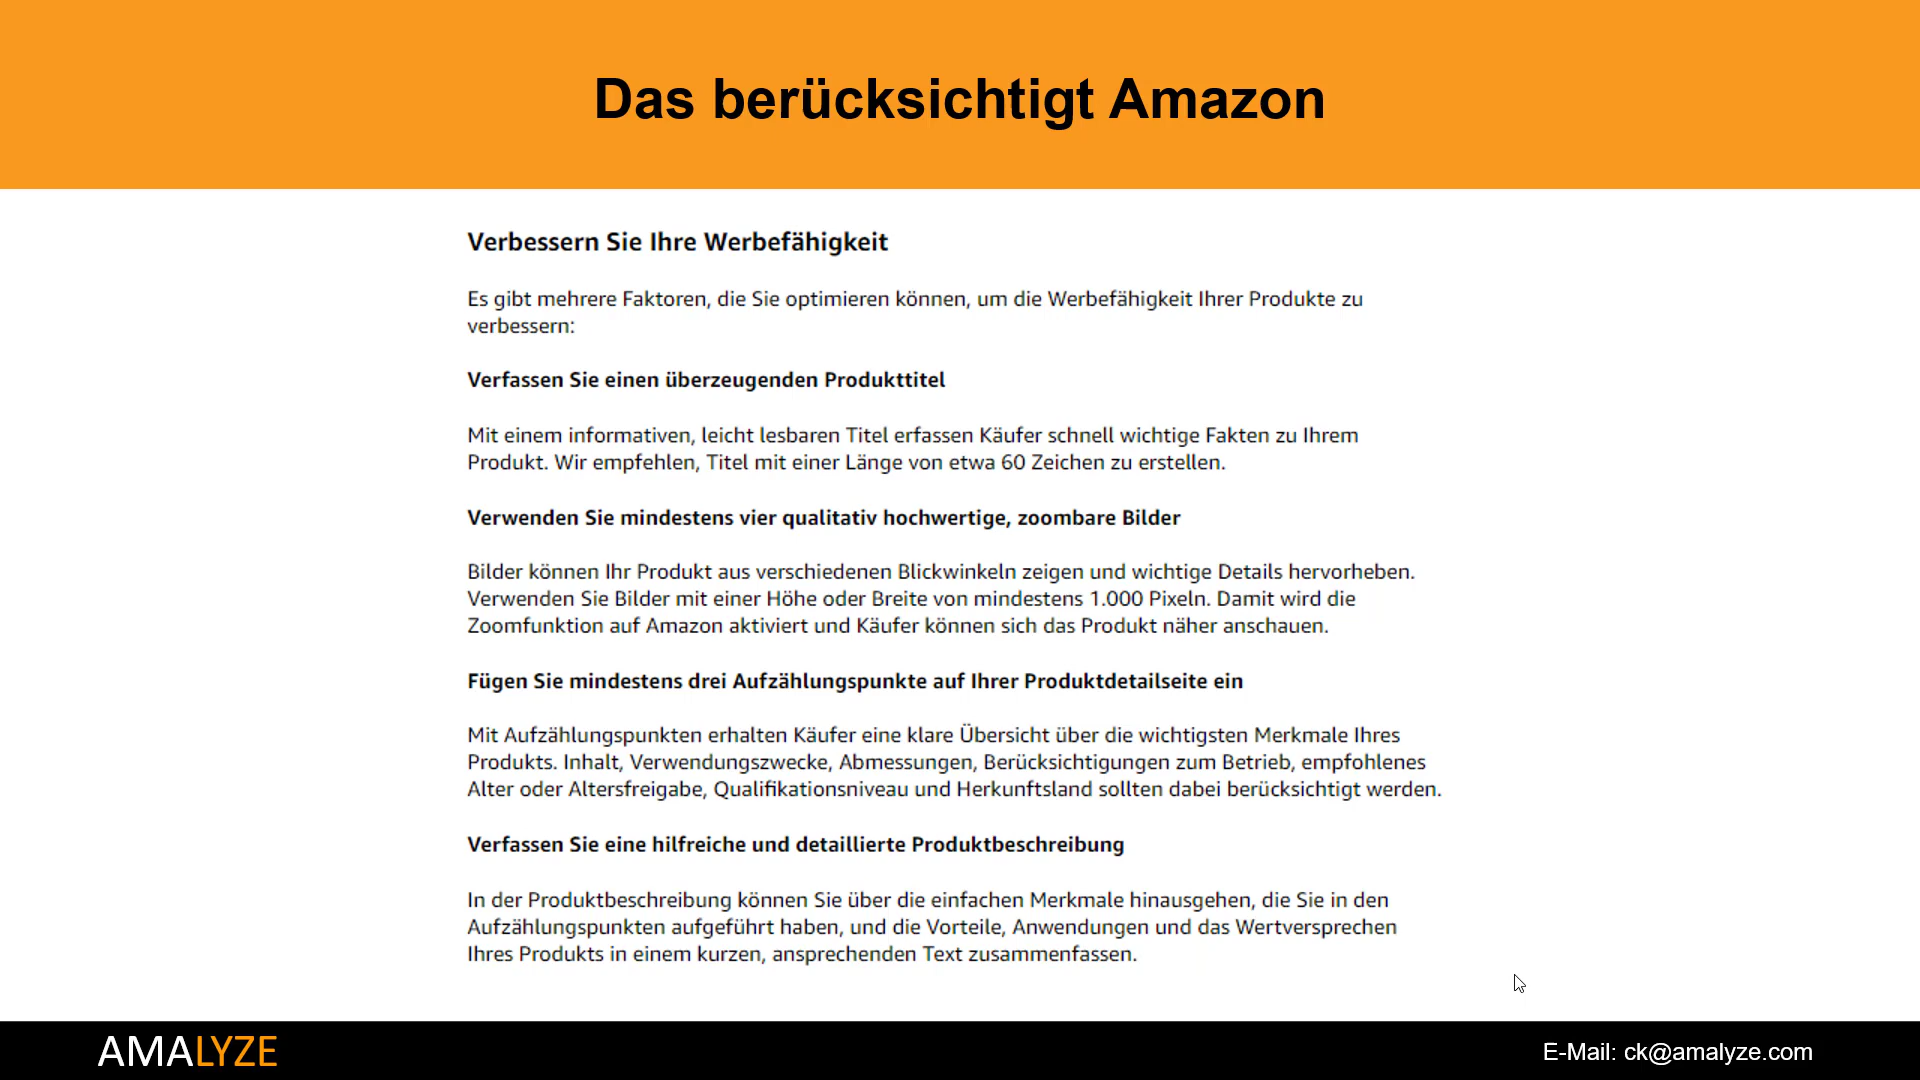 Das berücksichtigt Amazon
Verbessern Sie Ihre Werbefähigkeit
Es gibt mehrere Faktoren, die Sie optimieren können, um die Werbefähigkeit Ihrer Produkte zu
verbessern:
Verfassen Sie einen überzeugenden Produkttitel
Mit einem informativen, leicht lesbaren Titel erfassen Käufer schnell wichtige Fakten zu Ihrem
Produkt. Wir empfehlen, Titel mit einer Länge von etwa 60 Zeichen zu erstellen.
Verwenden Sie mindestens vier qualitativ hochwertige, zoombare Bilder
Bilder können Ihr Produkt aus verschiedenen Blickwinkeln zeigen und wichtige Details hervorheben.
Verwenden Sie Bilder mit einer Höhe oder Breite von mindestens 1.000 Pixeln. Damit wird die
Zoomfunktion auf Amazon aktiviert und Käufer können sich das Produkt näher anschauen.
Fügen Sie mindestens drei Aufzählungspunkte auf Ihrer Produktdetailseite ein
Mit Aufzählungspunkten erhalten Käufer eine klare Übersicht über die wichtigsten Merkmale Ihres
Produkts. Inhalt, Verwendungszwecke, Abmessungen, Berücksichtigungen zum Betrieb, empfohlenes
Alter oder Altersfreigabe, Qualifikationsniveau und Herkunftsland sollten dabei berücksichtigt werden.
Verfassen Sie eine hilfreiche und detaillierte Produktbeschreibung
In der Produktbeschreibung können Sie über die einfachen Merkmale hinausgehen, die Sie in den
Aufzählungspunkten aufgeführt haben, und die Vorteile, Anwendungen und das Wertversprechen
Ihres Produkts in einem kurzen, ansprechenden Text zusammenfassen.
AMALYZE
E-Mail: ck@amalyze.com